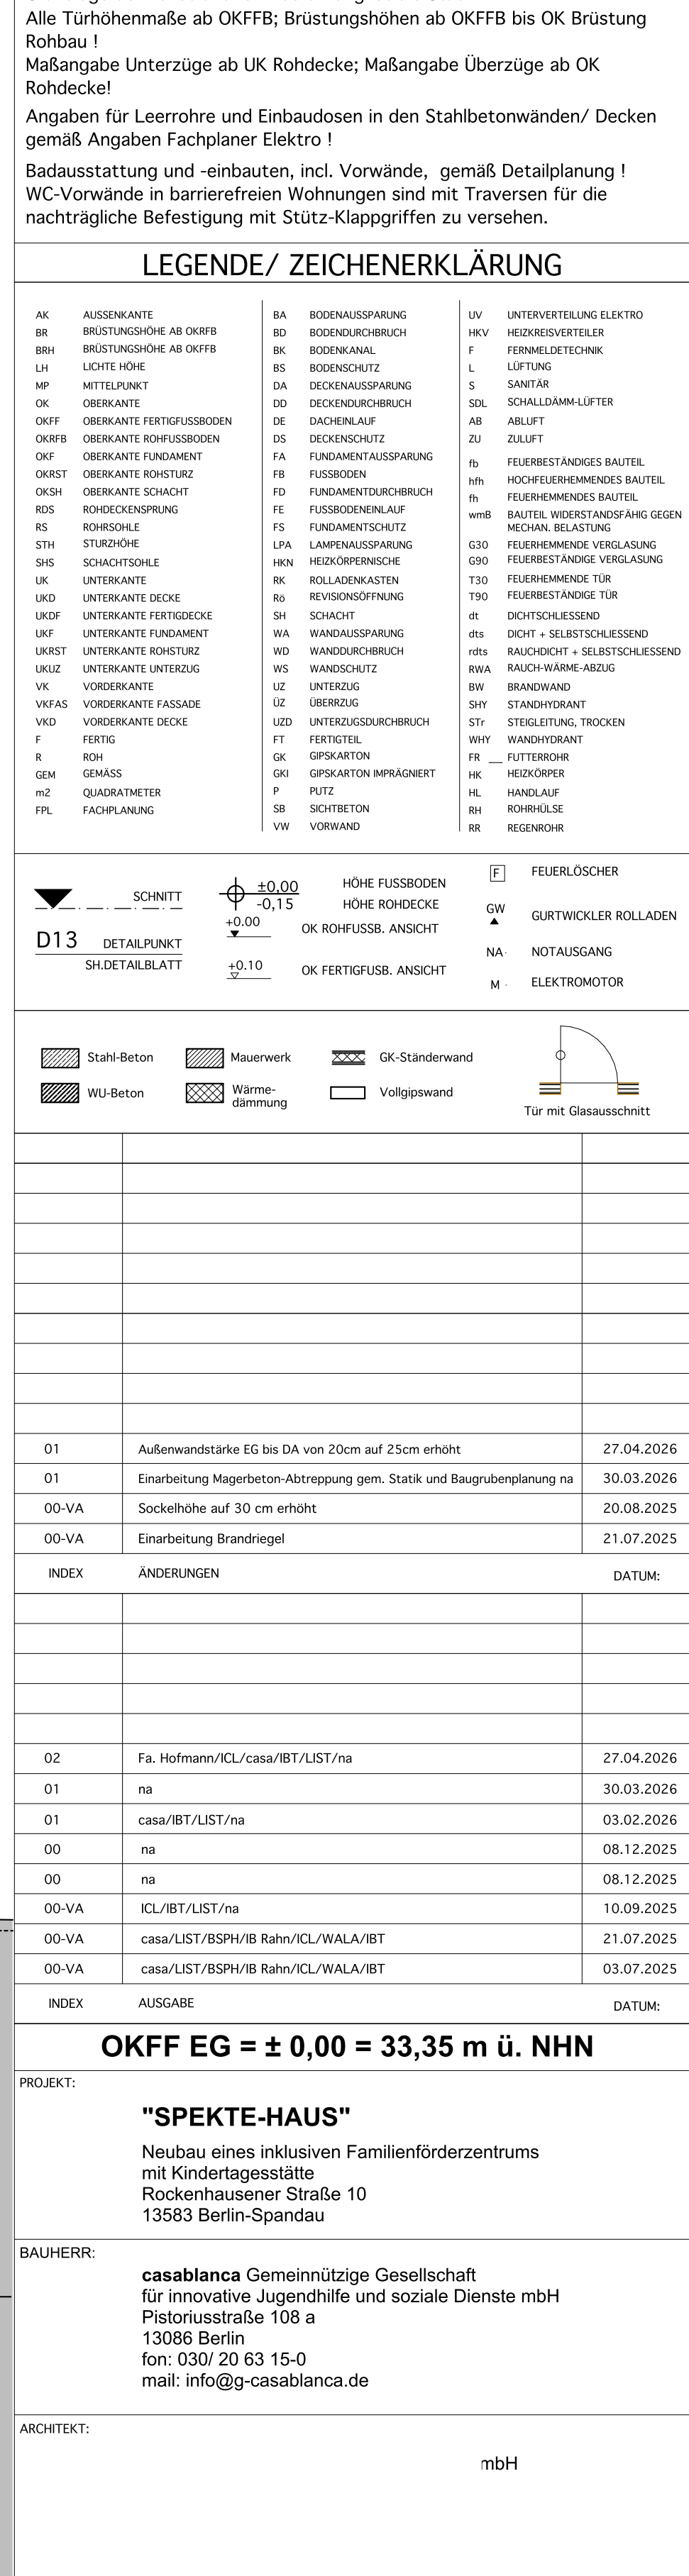 Alle Türhöhenmaße ab OKFFB; Brüstungshöhen ab OKFFB bis OK Brüstung
Rohbau !
Maßangabe Unterzüge ab UK Rohdecke; Maßangabe Überzüge ab OK
Rohdecke!
Angaben für Leerrohre und Einbaudosen in den Stahlbetonwänden/ Decken
gemäß Angaben Fachplaner Elektro !
Badausstattung und -einbauten, incl. Vorwände, gemäß Detailplanung !
WC-Vorwände in barrierefreien Wohnungen sind mit Traversen für die
nachträgliche Befestigung mit Stütz-Klappgriffen zu versehen.
LEGENDE/ ZEICHENERKLÄRUNG
AK AUSSENKANTE
BR BRÜSTUNGSHÖHE AB OKRFB
BRH BRÜSTUNGSHÖHE AB OKFFB
LH LICHTE HÖHE
MP MITTELPUNKT
OK OBERKANTE
OKFF OBERKANTE FERTIGFUSSBODEN
OKRFB OBERKANTE ROHFUSSBODEN
OKF OBERKANTE FUNDAMENT
OKRST OBERKANTE ROHSTURZ
OKSH OBERKANTE SCHACHT
RDS ROHDECKENSPRUNG
RS ROHRSOHLE
STH STURZHÖHE
SHS SCHACHTSOHLE
UK UNTERKANTE
UKD UNTERKANTE DECKE
UKDF UNTERKANTE FERTIGDECKE
UKF UNTERKANTE FUNDAMENT
UKRST UNTERKANTE ROHSTURZ
UKUZ UNTERKANTE UNTERZUG
VK VORDERKANTE
VKFAS VORDERKANTE FASSADE
VKD VORDERKANTE DECKE
F FERTIG
R ROH
GEM GEMÄSS
m2 QUADRATMETER
FPL FACHPLANUNG
BA BODENAUSSPARUNG
BD BODENDURCHBRUCH
BK BODENKANAL
BS BODENSCHUTZ
DA DECKENAUSSPARUNG
DD DECKENDURCHBRUCH
DE DACHEINLAUF
DS DECKENSCHUTZ
FA FUNDAMENTAUSSPARUNG
FB FUSSBODEN
FD FUNDAMENTDURCHBRUCH
FE FUSSBODENEINLAUF
FS FUNDAMENTSCHUTZ
LPA LAMPENAUSSPARUNG
HKN HEIZKÖRPERNISCHE
RK ROLLADENKASTEN
Rö REVISIONSÖFFNUNG
SH SCHACHT
WA WANDAUSSPARUNG
WD WANDDURCHBRUCH
WS WANDSCHUTZ
UZ UNTERZUG
ÜZ ÜBERRZUG
UZD UNTERZUGSDURCHBRUCH
FT FERTIGTEIL
GK GIPSKARTON
GKI GIPSKARTON IMPRÄGNIERT
P PUTZ
SB SICHTBETON
VW VORWAND
UV UNTERVERTEILUNG ELEKTRO
HKV HEIZKREISVERTEILER
F FERNMELDETECHNIK
L LÜFTUNG
S SANITÄR
SDL SCHALLDÄMM-LÜFTER
AB ABLUFT
ZU ZULUFT
fb FEUERBESTÄNDIGES BAUTEIL
hfh HOCHFEUERHEMMENDES BAUTEIL
fh FEUERHEMMENDES BAUTEIL
wmB BAUTEIL WIDERSTANDSFÄHIG GEGEN
MECHAN. BELASTUNG
G30 FEUERHEMMENDE VERGLASUNG
G90 FEUERBESTÄNDIGE VERGLASUNG
T30 FEUERHEMMENDE TÜR
T90 FEUERBESTÄNDIGE TÜR
dt DICHTSCHLIESSEND
dts DICHT + SELBSTSCHLIESSEND
rdts RAUCHDICHT + SELBSTSCHLIESSEND
RWA RAUCH-WÄRME-ABZUG
BW BRANDWAND
SHY STANDHYDRANT
STr STEIGLEITUNG, TROCKEN
WHY WANDHYDRANT
FR __ FUTTERROHR
HK HEIZKÖRPER
HL HANDLAUF
RH ROHRHÜLSE
RR REGENROHR
SCHNITT
D13 DETAILPUNKT
SH.DETAILBLATT
±0,00 HÖHE FUSSBODEN
-0,15 HÖHE ROHDECKE
+0.00 OK ROHFUSSB. ANSICHT
+0.10 OK FERTIGFUSB. ANSICHT
F FEUERLÖSCHER
GW GURTWICKLER ROLLADEN
NA NOTAUSGANG
M ELEKTROMOTOR
Stahl-Beton
Mauerwerk
GK-Ständerwand
WU-Beton
Wärme-
dämmung
Vollgipswand
Tür mit Glasausschnitt
01 Außenwandstärke EG bis DA von 20cm auf 25cm erhöht 27.04.2026
01 Einarbeitung Magerbeton-Abtreppung gem. Statik und Baugrubenplanung na 30.03.2026
00-VA Sockelhöhe auf 30 cm erhöht 20.08.2025
00-VA Einarbeitung Brandriegel 21.07.2025
INDEX ÄNDERUNGEN DATUM:
02 Fa. Hofmann/ICL/casa/IBT/LIST/na 27.04.2026
01 na 30.03.2026
01 casa/IBT/LIST/na 03.02.2026
00 na 08.12.2025
00 na 08.12.2025
00-VA ICL/IBT/LIST/na 10.09.2025
00-VA casa/LIST/BSPH/IB Rahn/ICL/WALA/IBT 21.07.2025
00-VA casa/LIST/BSPH/IB Rahn/ICL/WALA/IBT 03.07.2025
INDEX AUSGABE DATUM:
OKFF EG = ± 0,00 = 33,35 m ü. NHN
PROJEKT:
"SPEKTE-HAUS"
Neubau eines inklusiven Familienförderzentrums
mit Kindertagesstätte
Rockenhausener Straße 10
13583 Berlin-Spandau
BAUHERR:
casablanca Gemeinnützige Gesellschaft
für innovative Jugendhilfe und soziale Dienste mbH
Pistoriusstraße 108 a
13086 Berlin
fon: 030/ 20 63 15-0
mail: info@g-casablanca.de
ARCHITEKT:
mbH